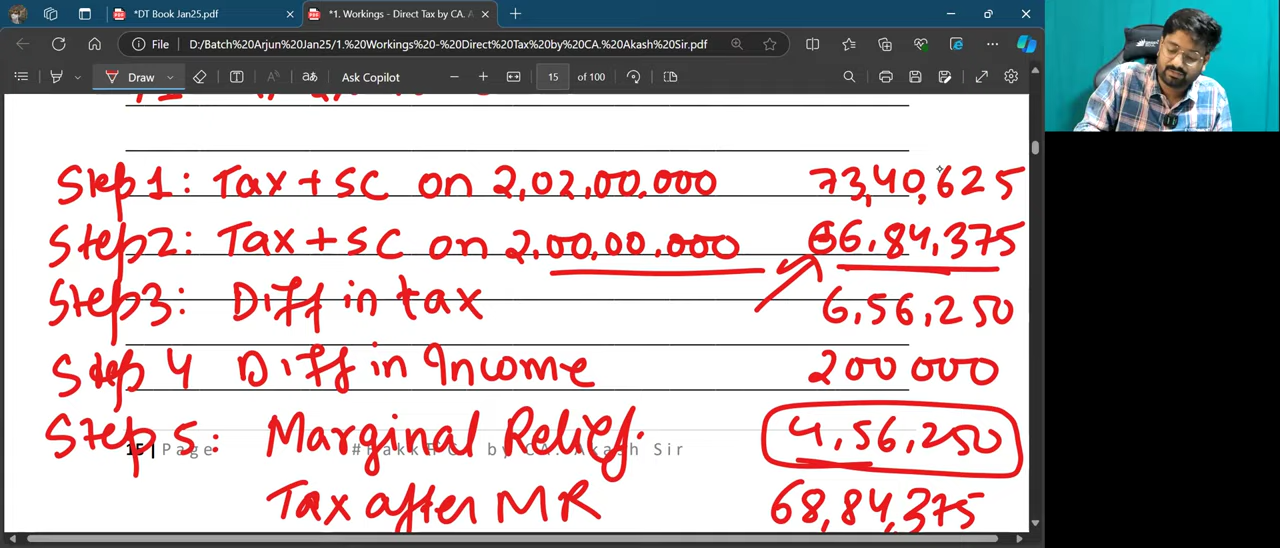 *DT Book Jan25.pdf
*1. Workings - Direct Tax by CA. A
File D:/Batch%20Arjun%20Jan25/1.%20Workings%20-%20Direct%20Tax%20by%20CA.%20Akash%20Sir.pdf
Draw
Ask Copilot
15 of 100
Step 1: Tax + SC on 2,02,00,000 73,40,625
Step 2: Tax + SC on 2,00,00,000 66,84,375
Step 3: Diff in tax 6,56,250
Step 4 Diff in Income 200000
Step 5: Marginal Relief. 4,56,250
15 | Page by CA. Akash Sir
Tax after MR 68,84,375